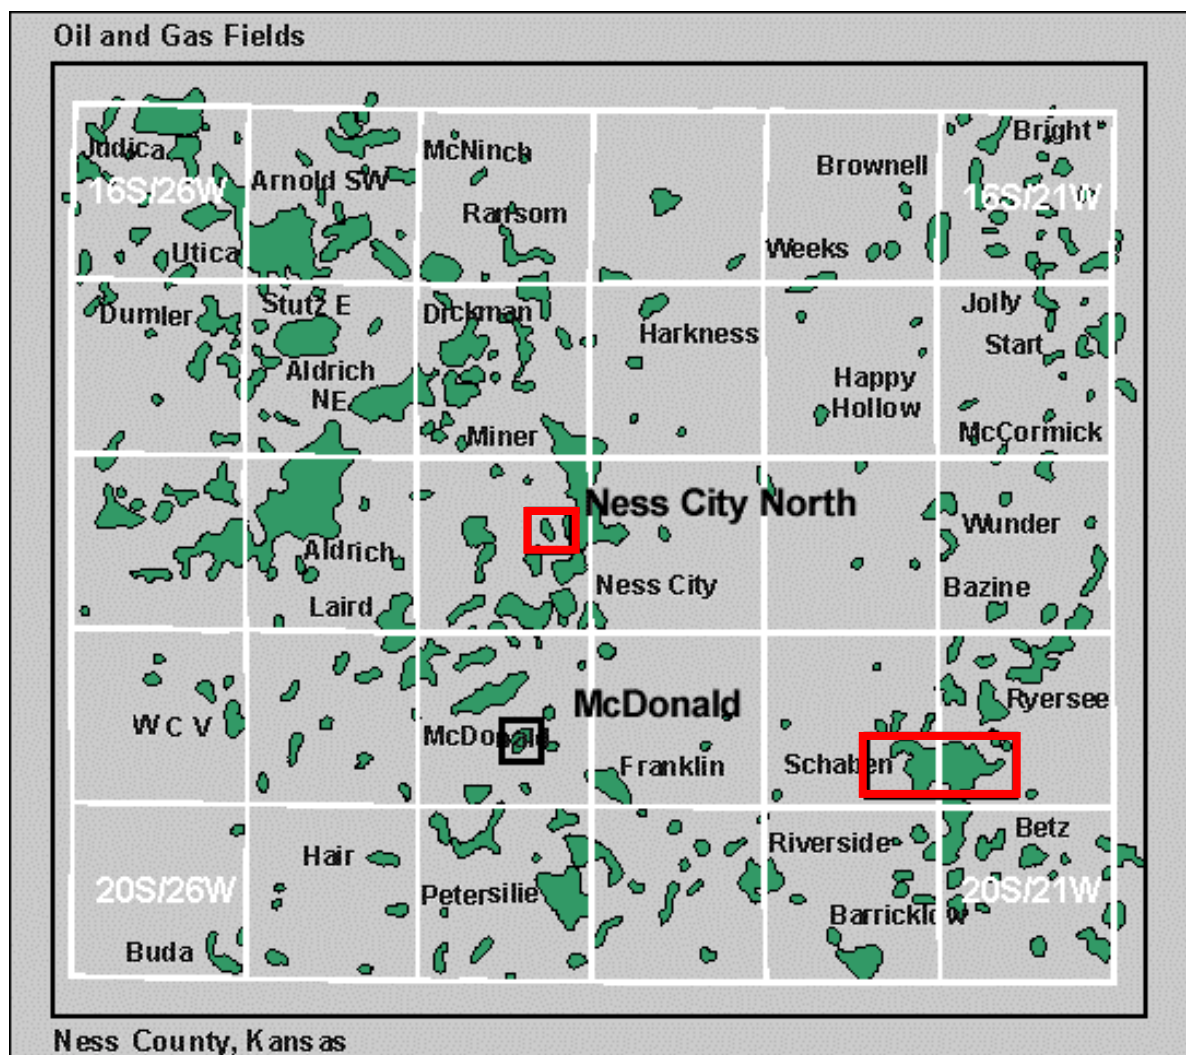 Oil and Gas Fields
Judica
McNinch
Bright
Brownell
16S/26W
Arnold SW
16S/21W
Ransom
Utica
Weeks
Dumler
Stutz E
Dickman
Jolly
Harkness
Start
Aldrich
NE
Happy
Hollow
Miner
McCormick
Ness City North
Wunder
Aldrich
Ness City
Bazine
Laird
W C V
McDonald
Ryersee
McDonald
Franklin
Schaben
Riverside
Betz
Hair
20S/26W
Petersilie
20S/21W
Barricklow
Buda
Ness County, Kansas